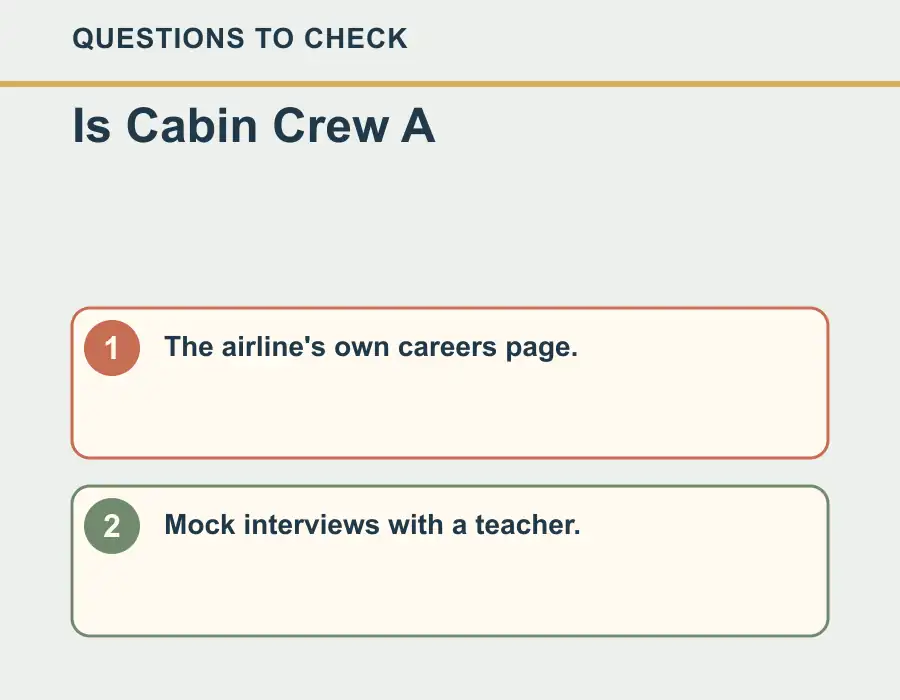 QUESTIONS TO CHECK
Is Cabin Crew A
1 The airline's own careers page.
2 Mock interviews with a teacher.